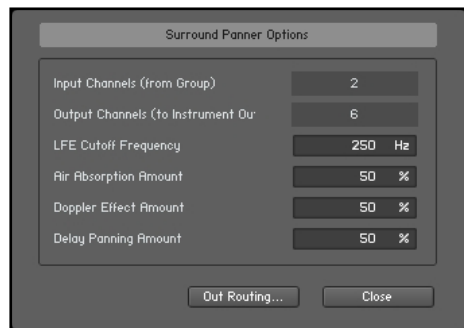 Surround Panner Options
Input Channels (from Group) 2
Output Channels (to Instrument Ou 6
LFE Cutoff Frequency 250 Hz
Air Absorption Amount 50 %
Doppler Effect Amount 50 %
Delay Panning Amount 50 %
Out Routing... Close